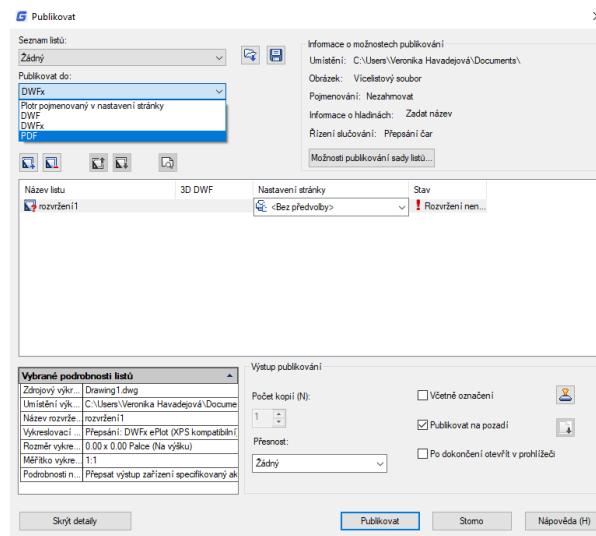 Publikovat
Seznam listů:
Žádný
Publikovat do:
DWFx
Plotr pojmenovaný v nastavení stránky
DWF
DWFx
PDF
Informace o možnostech publikování
Umístění: C:\Users\Veronika Havadejová\Documents\
Obrázek: Vícelistový soubor
Pojmenování: Nezahrnovat
Informace o hladinách: Zadat název
Řízení slučování: Přepsání čar
Možnosti publikování sady listů...
Název listu 3D DWF Nastavení stránky Stav
rozvržení1 <Bez předvolby> Rozvržení nen...
Vybrané podrobnosti listů
Zdrojový výkr... Drawing1.dwg
Umístění výk... C:\Users\Veronika Havadejová\Docume
Název rozvrže... rozvržení1
Vykreslovací ... Přepsání: DWFx ePlot (XPS kompatibilní)
Rozměr vykre... 0.00 x 0.00 Palce (Na výšku)
Měřítko vykre... 1:1
Podrobnosti n... Přepsat výstup zařízení specifikovaný ak
Výstup publikování
Počet kopií (N):
1
Přesnost:
Žádný
Včetně označení
Publikovat na pozadí
Po dokončení otevřít v prohlížeči
Skrýt detaily
Publikovat
Storno
Nápověda (H)